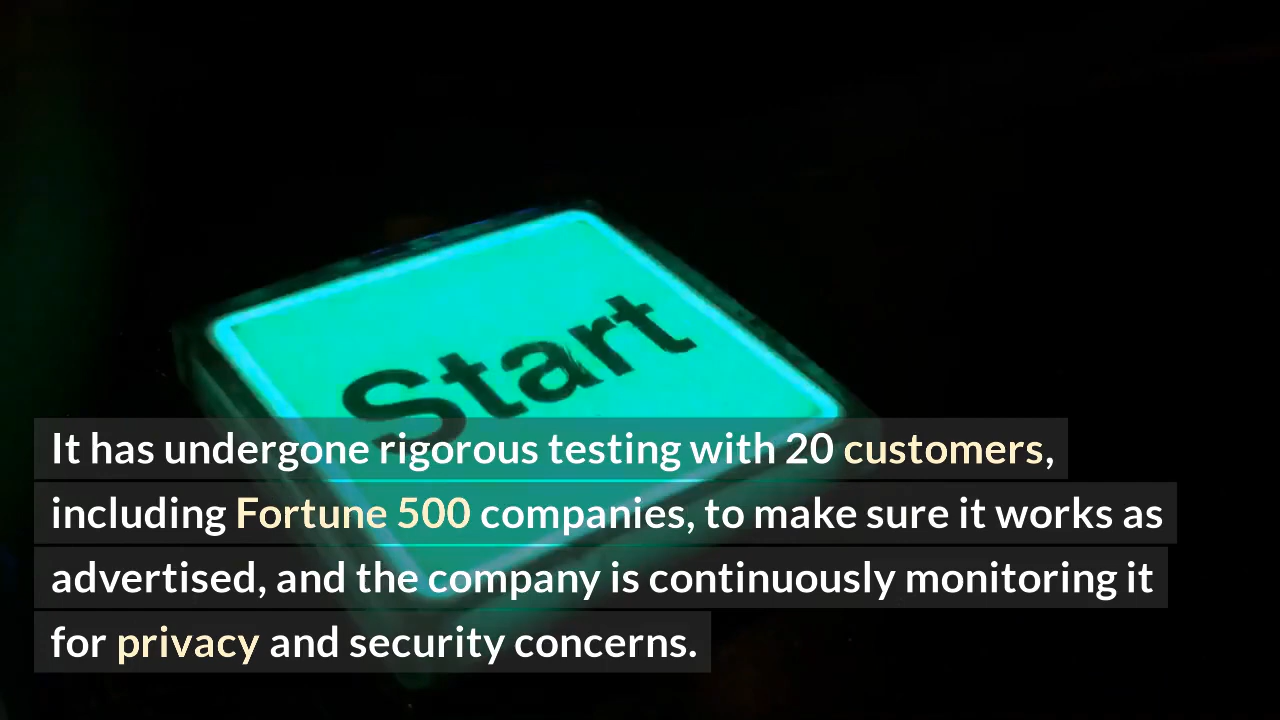 Start
It has undergone rigorous testing with 20 customers,
including Fortune 500 companies, to make sure it works as
advertised, and the company is continuously monitoring it
for privacy and security concerns.